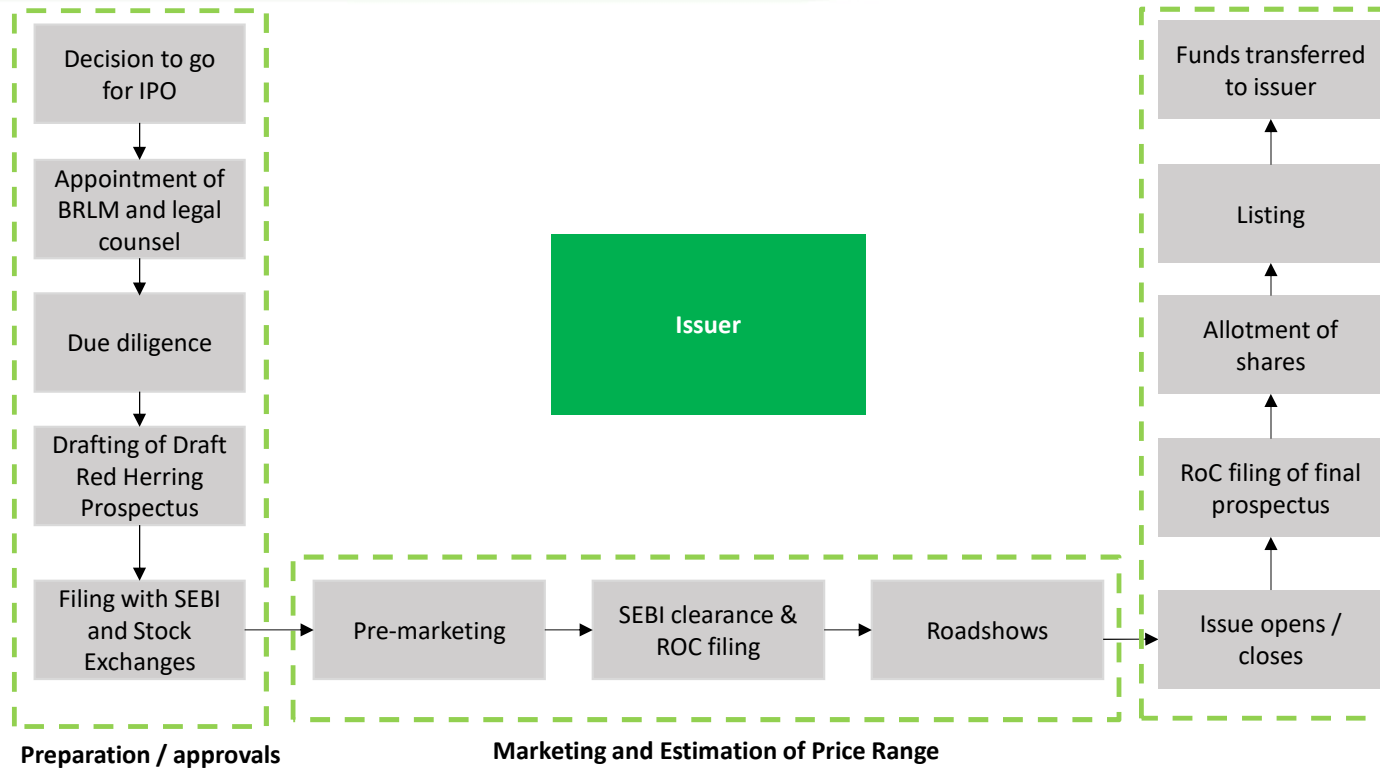 Decision to go
for IPO
Appointment of
BRLM and legal
counsel
Due diligence
Drafting of Draft
Red Herring
Prospectus
Filing with SEBI
and Stock
Exchanges
Preparation / approvals
Issuer
Pre-marketing
SEBI clearance &
ROC filing
Roadshows
Marketing and Estimation of Price Range
Funds transferred
to issuer
Listing
Allotment of
shares
RoC filing of final
prospectus
Issue opens /
closes